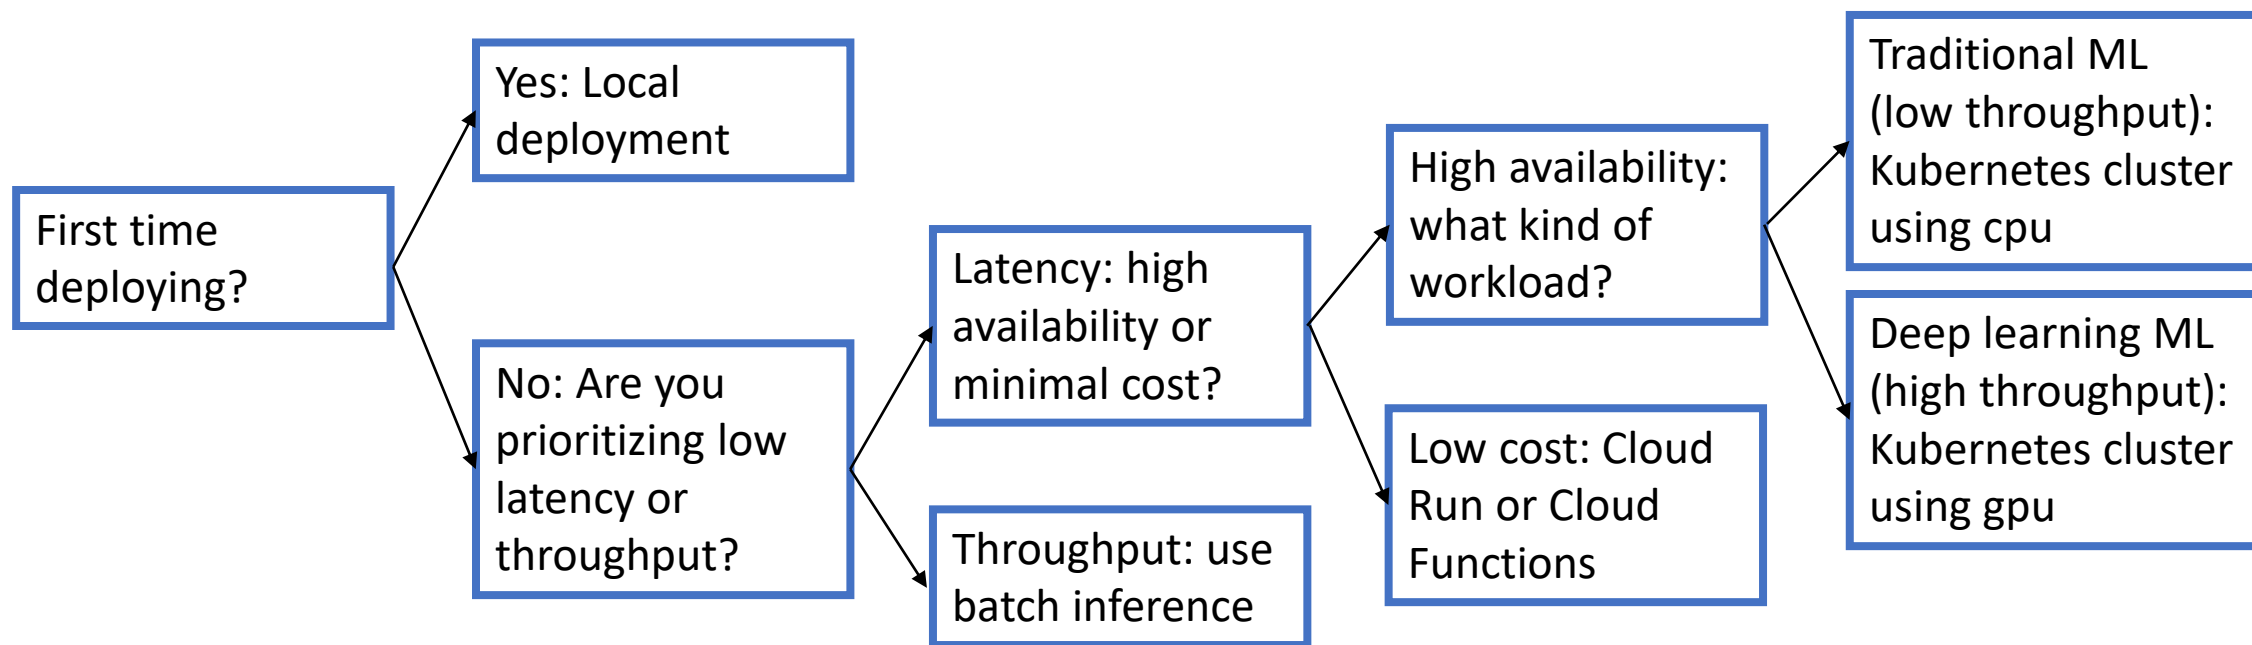 First time
deploying?
Yes: Local
deployment
No: Are you
prioritizing low
latency or
throughput?
Latency: high
availability or
minimal cost?
Throughput: use
batch inference
High availability:
what kind of
workload?
Low cost: Cloud
Run or Cloud
Functions
Traditional ML
(low throughput):
Kubernetes cluster
using cpu
Deep learning ML
(high throughput):
Kubernetes cluster
using gpu